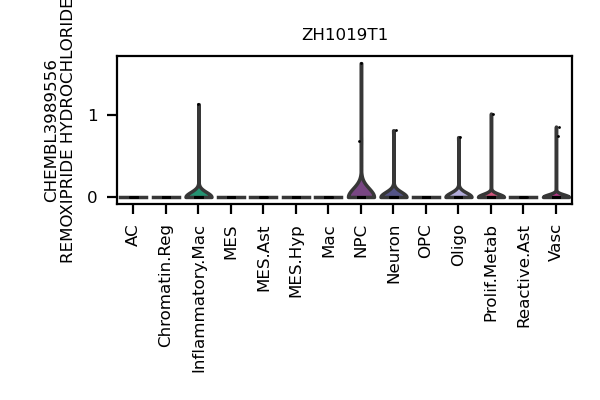 ZH1019T1
CHEMBL3989556
REMOXIPRIDE HYDROCHLORIDE
1
0
AC
Chromatin.Reg
Inflammatory.Mac
MES
MES.Ast
MES.Hyp
Mac
NPC
Neuron
OPC
Oligo
Prolif.Metab
Reactive.Ast
Vasc